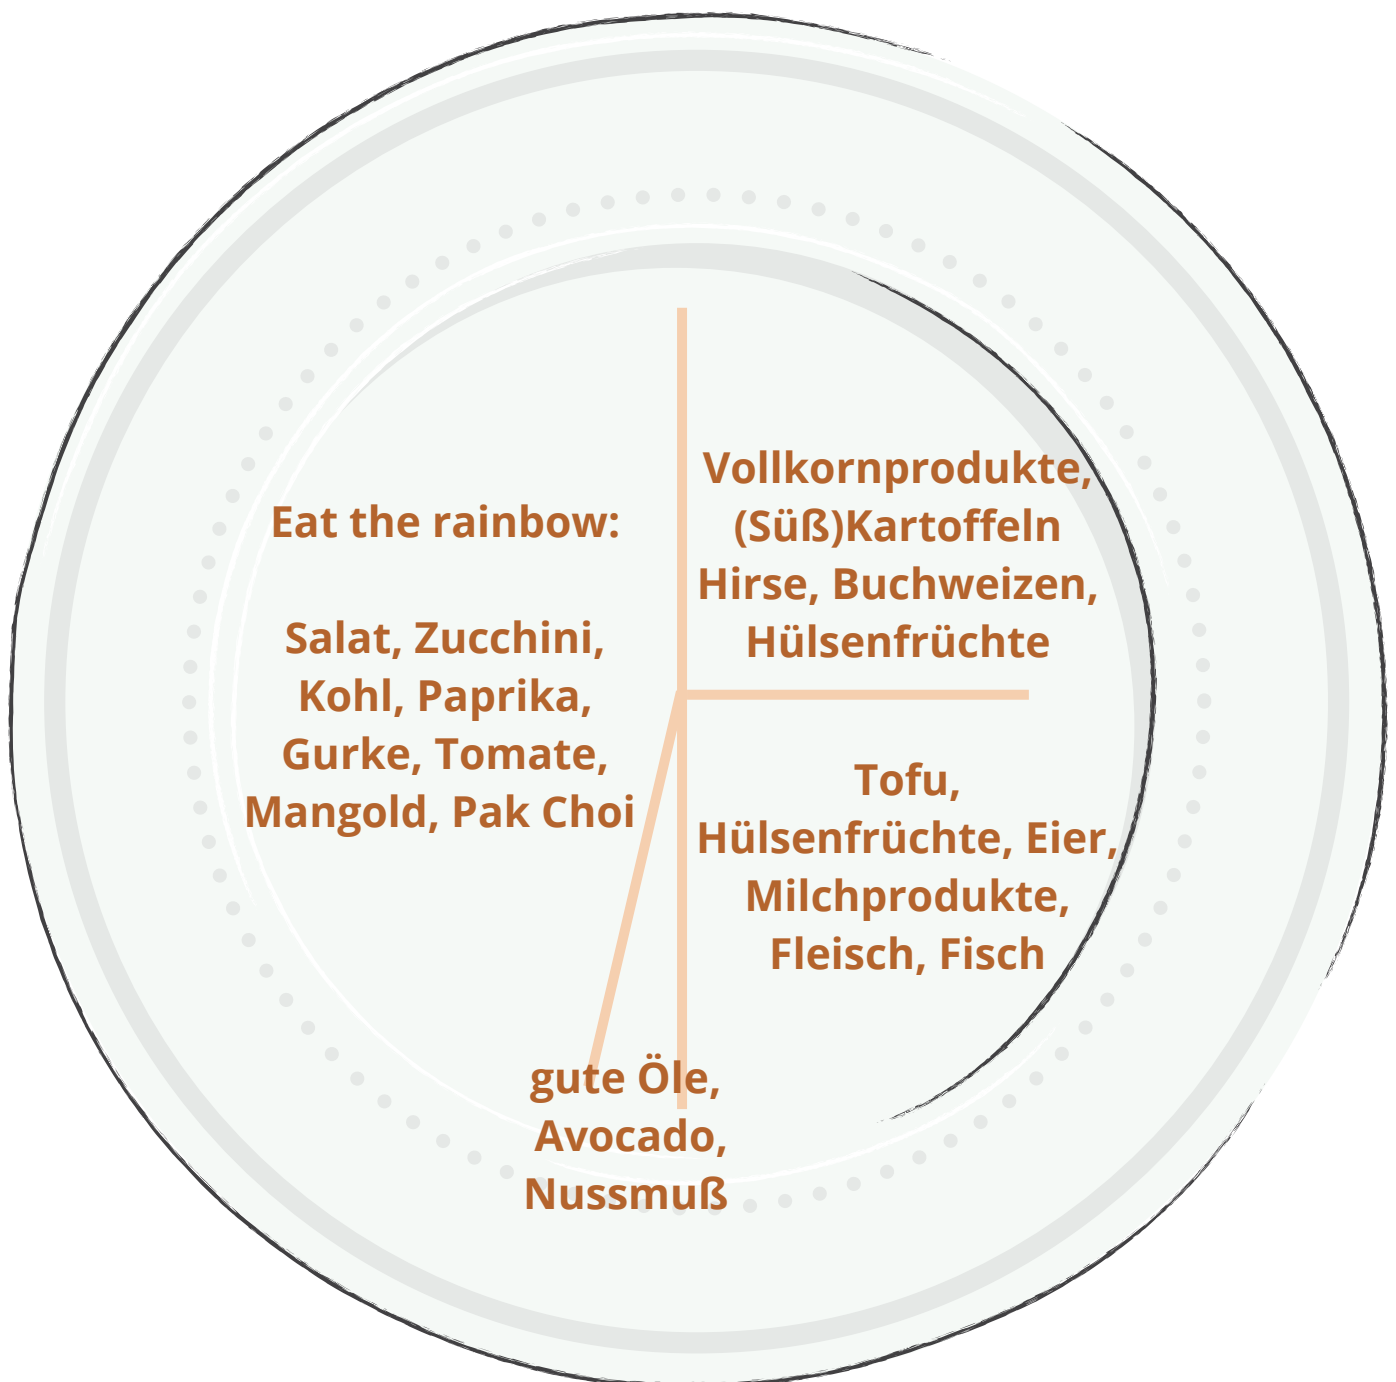 Eat the rainbow:
Salat, Zucchini,
Kohl, Paprika,
Gurke, Tomate,
Mangold, Pak Choi
Vollkornprodukte,
(Süß)Kartoffeln
Hirse, Buchweizen,
Hülsenfrüchte
Tofu,
Hülsenfrüchte, Eier,
Milchprodukte,
Fleisch, Fisch
gute Öle,
Avocado,
Nussmuß